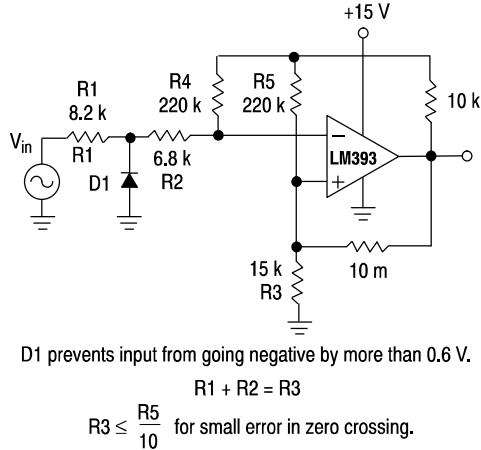 +15 V
R4
220 k
R5
220 k
10 k
R1
8.2 k
Vin
R1
6.8 k
R2
D1
−
LM393
+
15 k
R3
10 m
D1 prevents input from going negative by more than 0.6 V.
R1 + R2 = R3
R3 ≤ R5/10 for small error in zero crossing.